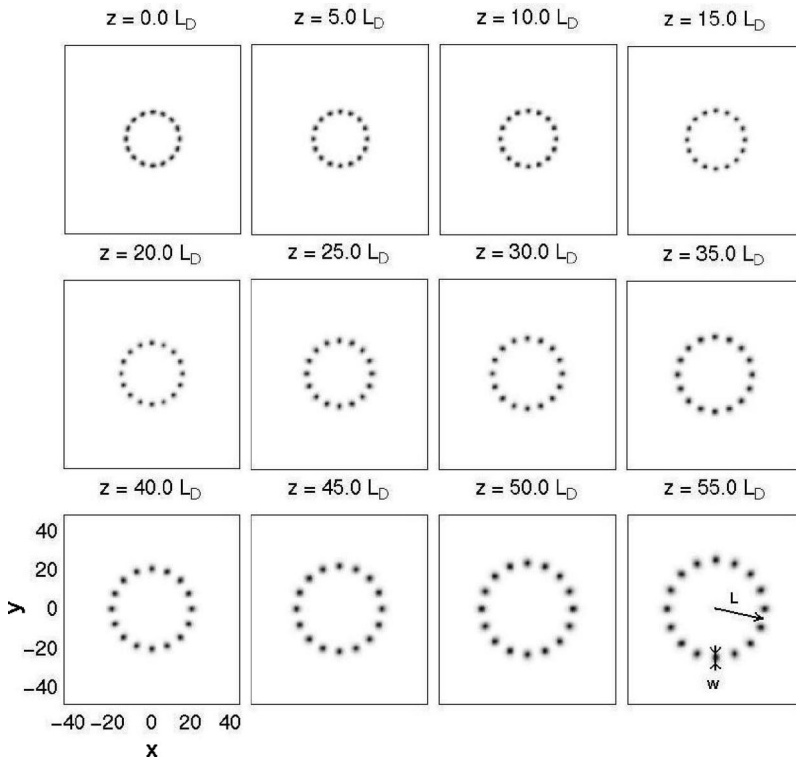 z = 0.0 L_D z = 5.0 L_D z = 10.0 L_D z = 15.0 L_D
z = 20.0 L_D z = 25.0 L_D z = 30.0 L_D z = 35.0 L_D
z = 40.0 L_D z = 45.0 L_D z = 50.0 L_D z = 55.0 L_D
40
20
L
y 0
−20
w
−40
−40 −20 0 20 40
x